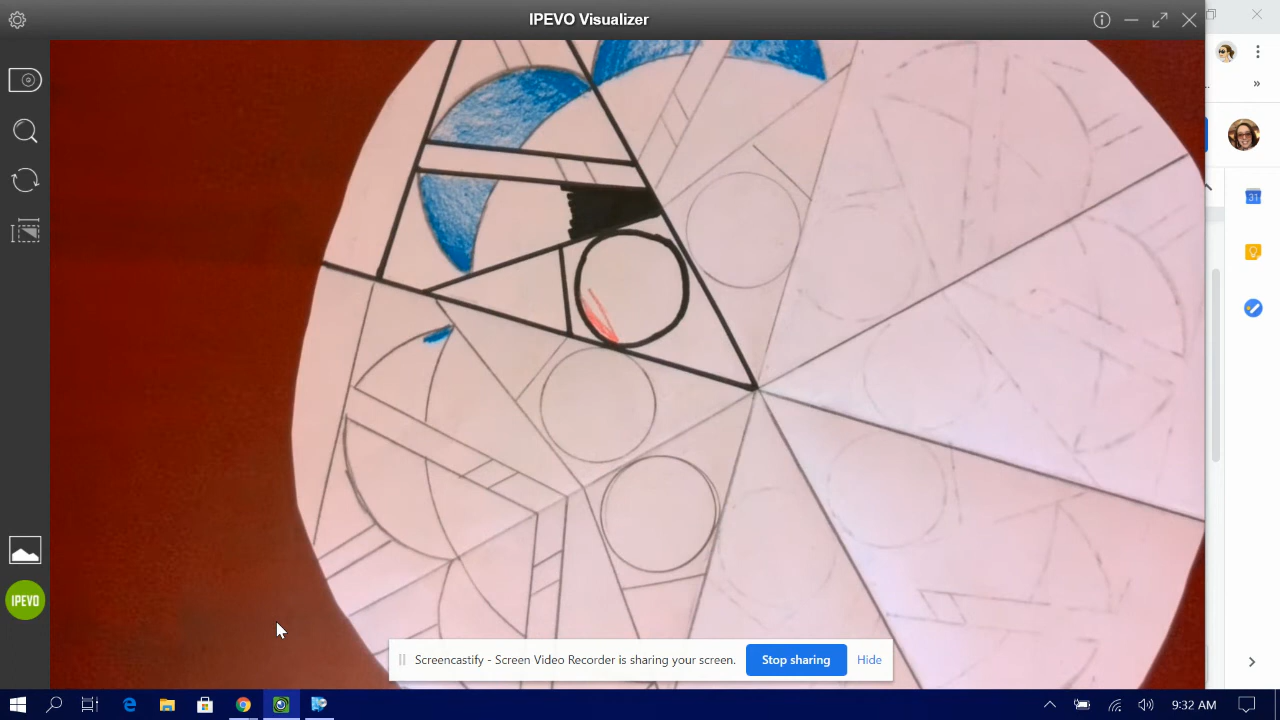 IPEVO Visualizer
31
IPEVO
Screencastify - Screen Video Recorder is sharing your screen.
Stop sharing
Hide
9:32 AM